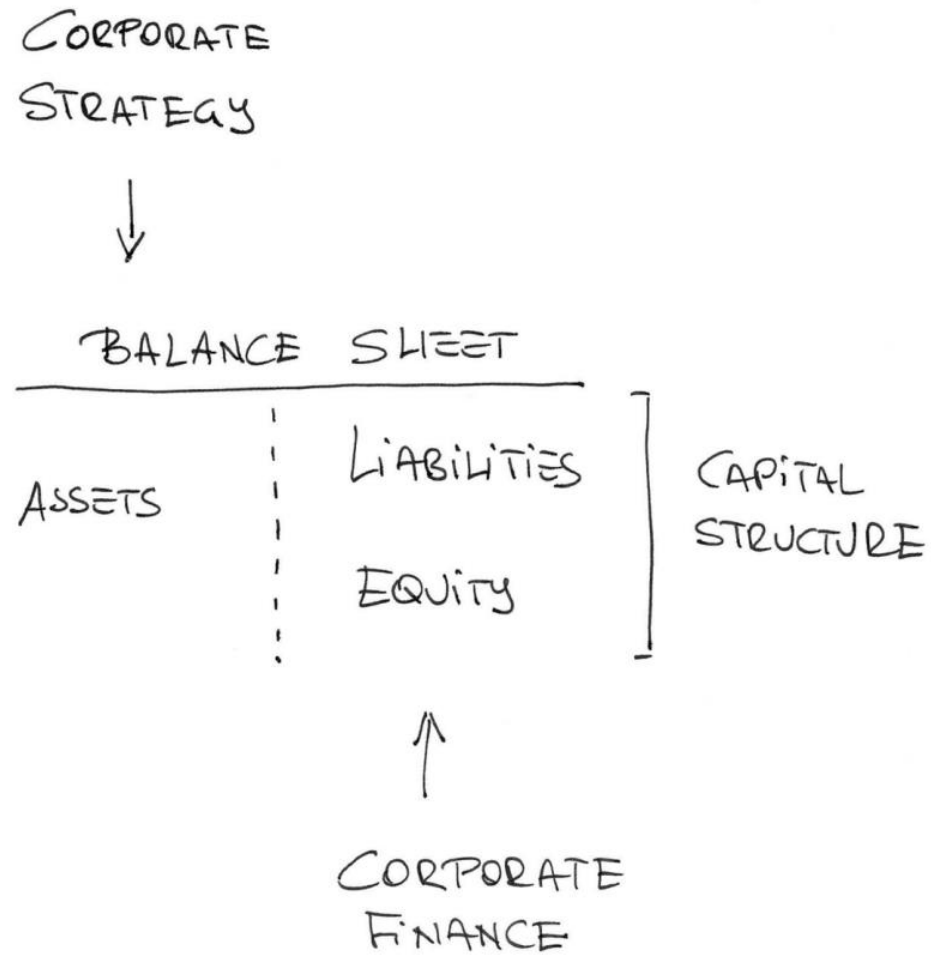 CORPORATE
STRATEGY
BALANCE SHEET
ASSETS
LIABILITIES
EQUITY
CAPITAL
STRUCTURE
CORPORATE
FINANCE